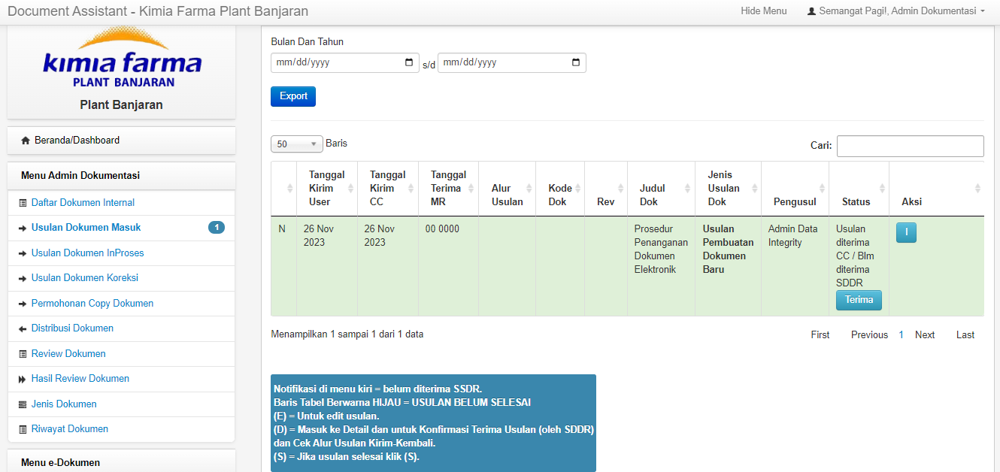 Document Assistant - Kimia Farma Plant Banjaran
Hide Menu
Semangat Pagi!, Admin Dokumentasi
kimia farma
PLANT BANJARAN
Plant Banjaran
Beranda/Dashboard
Menu Admin Dokumentasi
Daftar Dokumen Internal
Usulan Dokumen Masuk 1
Usulan Dokumen InProses
Usulan Dokumen Koreksi
Permohonan Copy Dokumen
Distribusi Dokumen
Review Dokumen
Hasil Review Dokumen
Jenis Dokumen
Riwayat Dokumen
Menu e-Dokumen
Bulan Dan Tahun
mm/dd/yyyy s/d mm/dd/yyyy
Export
50 Baris
Cari:
Tanggal Kirim User
Tanggal Kirim CC
Tanggal Terima MR
Alur Usulan
Kode Dok
Rev
Judul Dok
Jenis Usulan Dok
Pengusul
Status
Aksi
N
26 Nov 2023
26 Nov 2023
00 0000
Prosedur Penanganan Dokumen Elektronik
Usulan Pembuatan Dokumen Baru
Admin Data Integrity
Usulan diterima CC / Blm diterima SDDR
Terima
I
Menampilkan 1 sampai 1 dari 1 data
First Previous 1 Next Last
Notifikasi di menu kiri = belum diterima SSDR.
Baris Tabel Berwarna HIJAU = USULAN BELUM SELESAI
(E) = Untuk edit usulan.
(D) = Masuk ke Detail dan untuk Konfirmasi Terima Usulan (oleh SDDR)
dan Cek Alur Usulan Kirim-Kembali.
(S) = Jika usulan selesai klik (S).